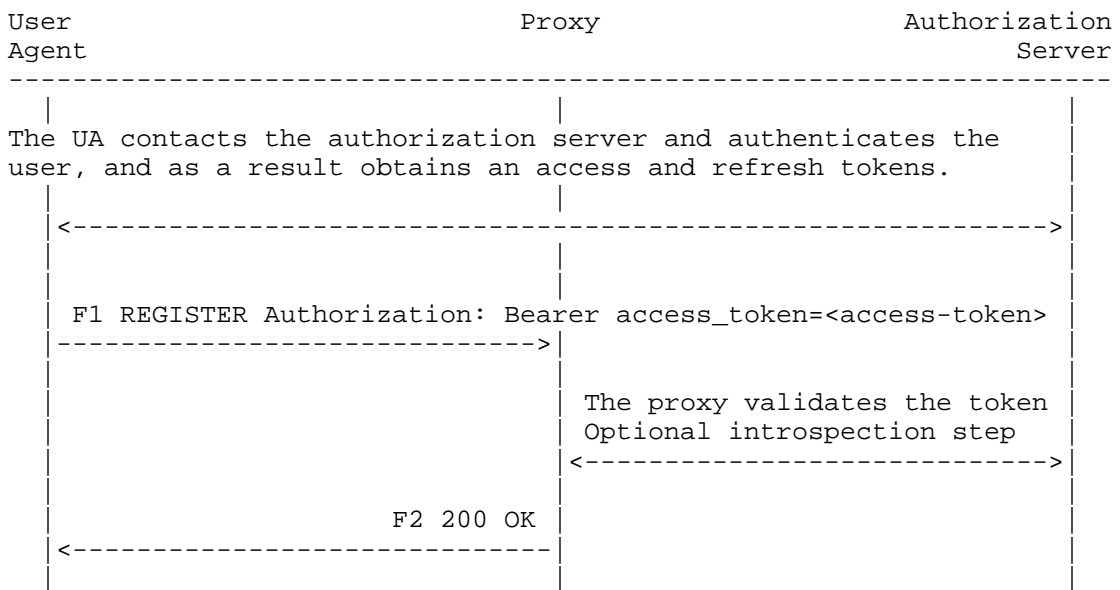 User Proxy Authorization
Agent Server
The UA contacts the authorization server and authenticates the
user, and as a result obtains an access and refresh tokens.
F1 REGISTER Authorization: Bearer access_token=<access-token>
The proxy validates the token
Optional introspection step
F2 200 OK